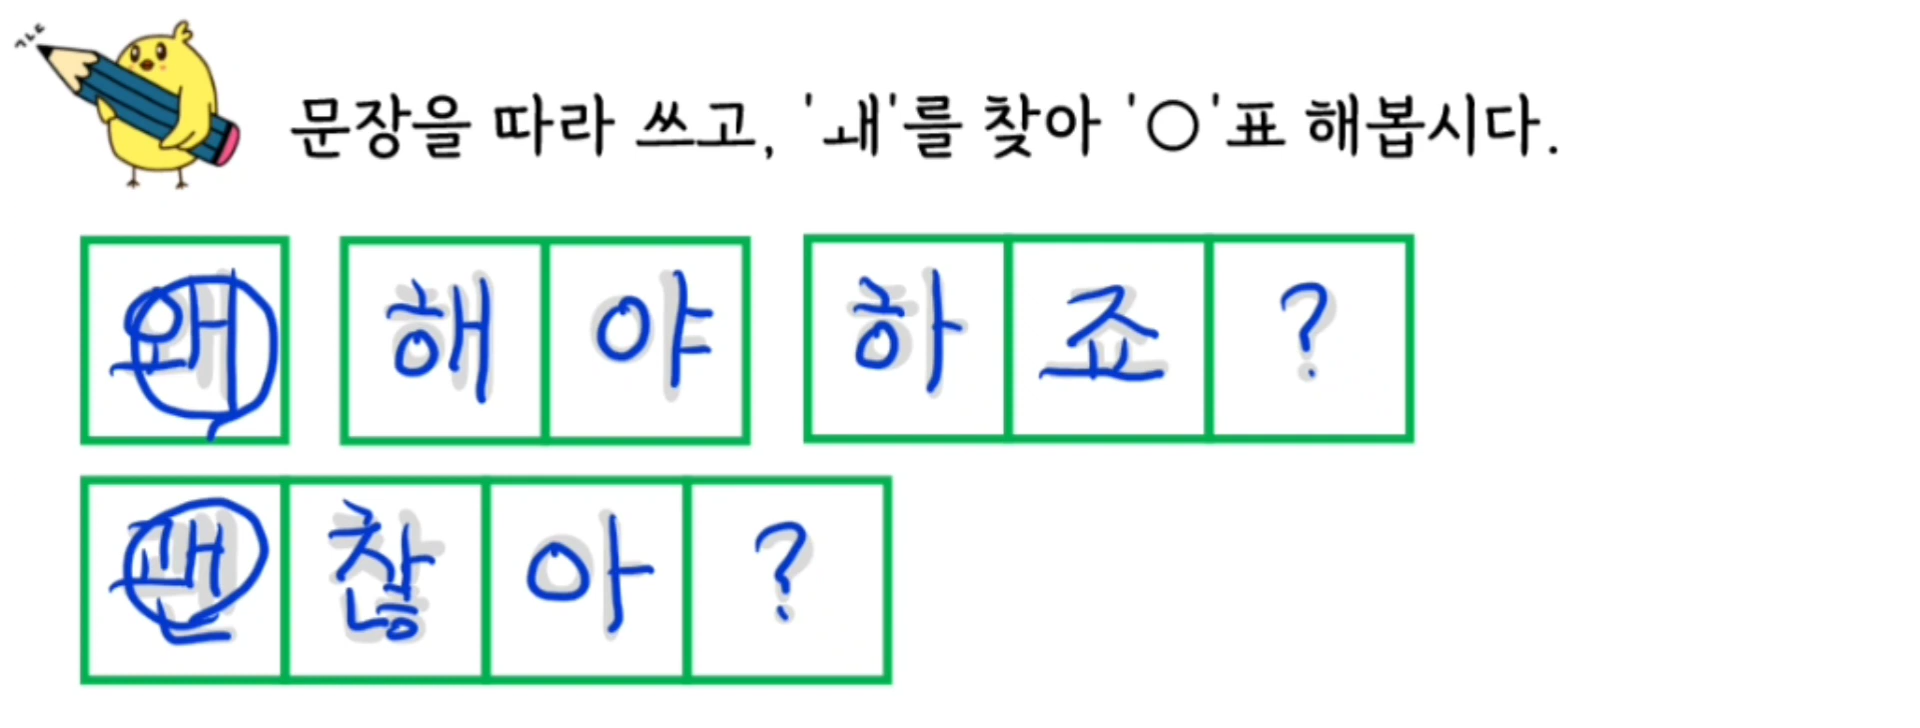 ㄱㄴㄷ
문장을 따라 쓰고, 'ㅙ'를 찾아 '○'표 해봅시다.
왜 해야 하죠?
괜찮아?